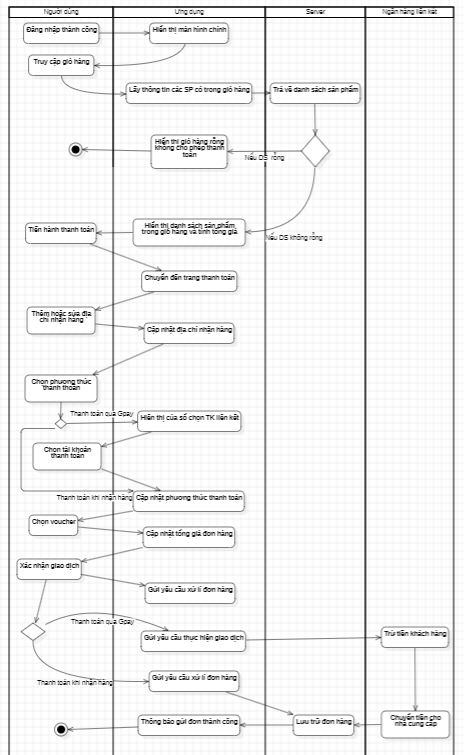 Người dùng
Ứng dụng
Server
Ngân hàng liên kết
Đăng nhập thành công
Hiển thị màn hình chính
Truy cập giỏ hàng
Lấy thông tin các SP có trong giỏ hàng
Trả về danh sách sản phẩm
Hiển thị giỏ hàng rỗng
không cho phép thanh
toán
Nếu DS rỗng
Nếu DS không rỗng
Tiến hành thanh toán
Hiển thị danh sách sản phẩm
trong giỏ hàng và tính tổng giá
Chuyển đến trang thanh toán
Thêm hoặc sửa địa
chỉ nhận hàng
Cập nhật địa chỉ nhận hàng
Chọn phương thức
thanh thoán
Thanh toán qua Gpay
Hiển thị cửa sổ chọn TK liên kết
Chọn tài khoản
thanh toán
Thanh toán khi nhận hàng
Cập nhật phương thức thanh toán
Chọn voucher
Cập nhật tổng giá đơn hàng
Xác nhận giao dịch
Gửi yêu cầu xử lí đơn hàng
Thanh toán qua Gpay
Gửi yêu cầu thực hiện giao dịch
Trừ tiền khách hàng
Thanh toán khi nhận hàng
Gửi yêu cầu xử lí đơn hàng
Thông báo gửi đơn thành công
Lưu trữ đơn hàng
Chuyển tiền cho
nhà cung cấp